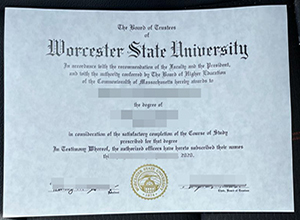 The Board of Trustees
of
Worcester State University
In accordance with the recommendation of the Faculty and the President,
and with the authority conferred by The Board of Higher Education
of the Commonwealth of Massachusetts hereby awards to
the degree of
in consideration of the satisfactory completion of the Course of Study
prescribed for that degree
In Testimony Whereof, the authorized officers have hereto subscribed their names
2020.